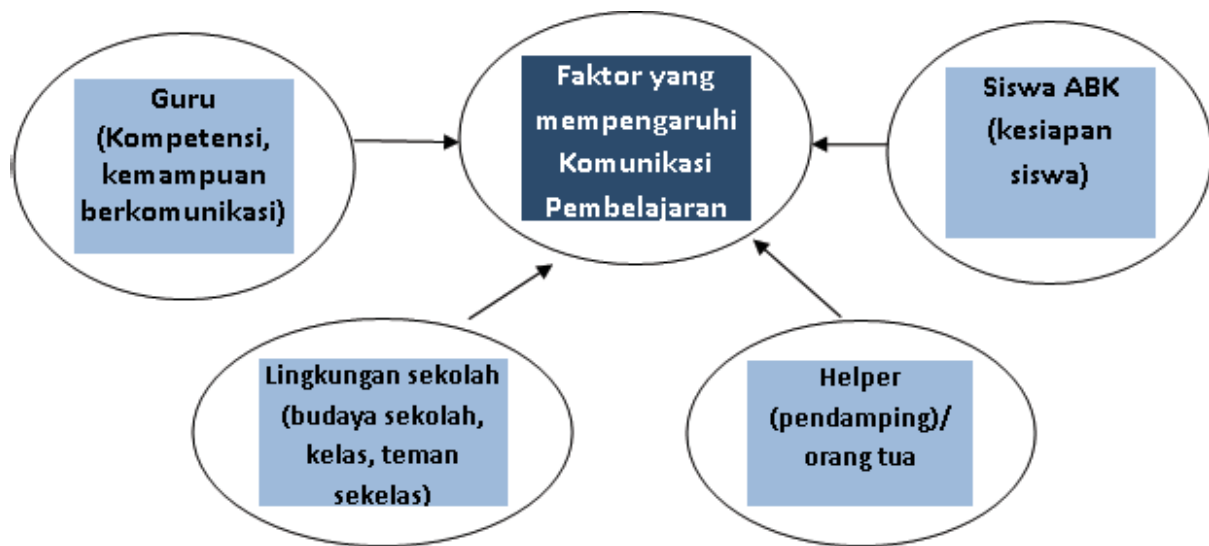 Guru
(Kompetensi,
kemampuan
berkomunikasi)
Faktor yang
mempengaruhi
Komunikasi
Pembelajaran
Siswa ABK
(kesiapan
siswa)
Lingkungan sekolah
(budaya sekolah,
kelas, teman
sekelas)
Helper
(pendamping)/
orang tua